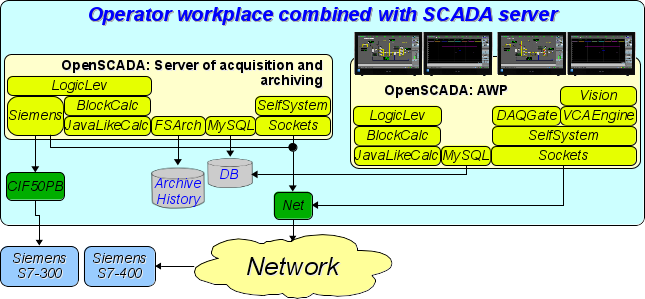 Operator workplace combined with SCADA server
OpenSCADA: Server of acquisition and
archiving
LogicLev
Siemens
BlockCalc
JavaLikeCalc
FSArch
MySQL
SelfSystem
Sockets
OpenSCADA: AWP
Vision
LogicLev
DAQGate
VCAEngine
BlockCalc
SelfSystem
JavaLikeCalc
MySQL
Sockets
CIF50PB
Archive
History
DB
Net
Siemens
S7-300
Siemens
S7-400
Network